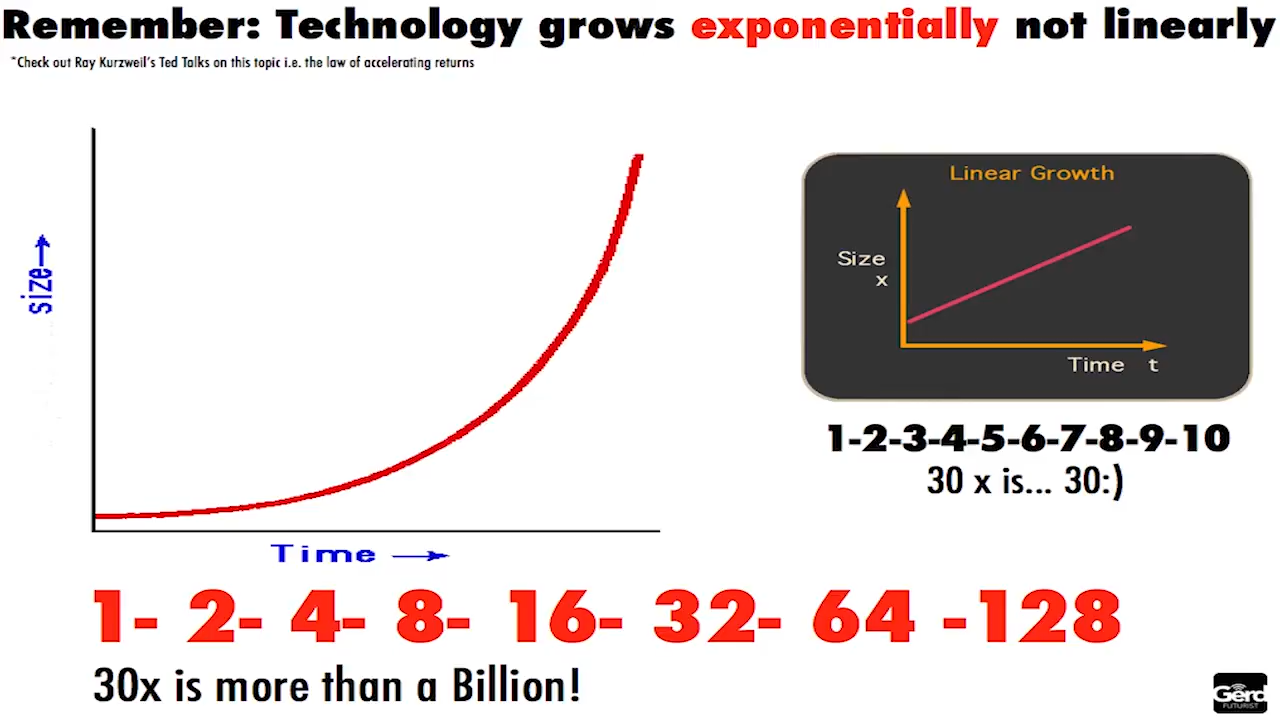 Remember: Technology grows exponentially not linearly
*Check out Ray Kurzweil's Ted Talks on this topic i.e. the law of accelerating returns
size→
Time →
Linear Growth
Size
x
Time t
1-2-3-4-5-6-7-8-9-10
30 x is... 30:)
1- 2- 4- 8- 16- 32- 64 -128
30x is more than a Billion!
Gerd
FUTURIST